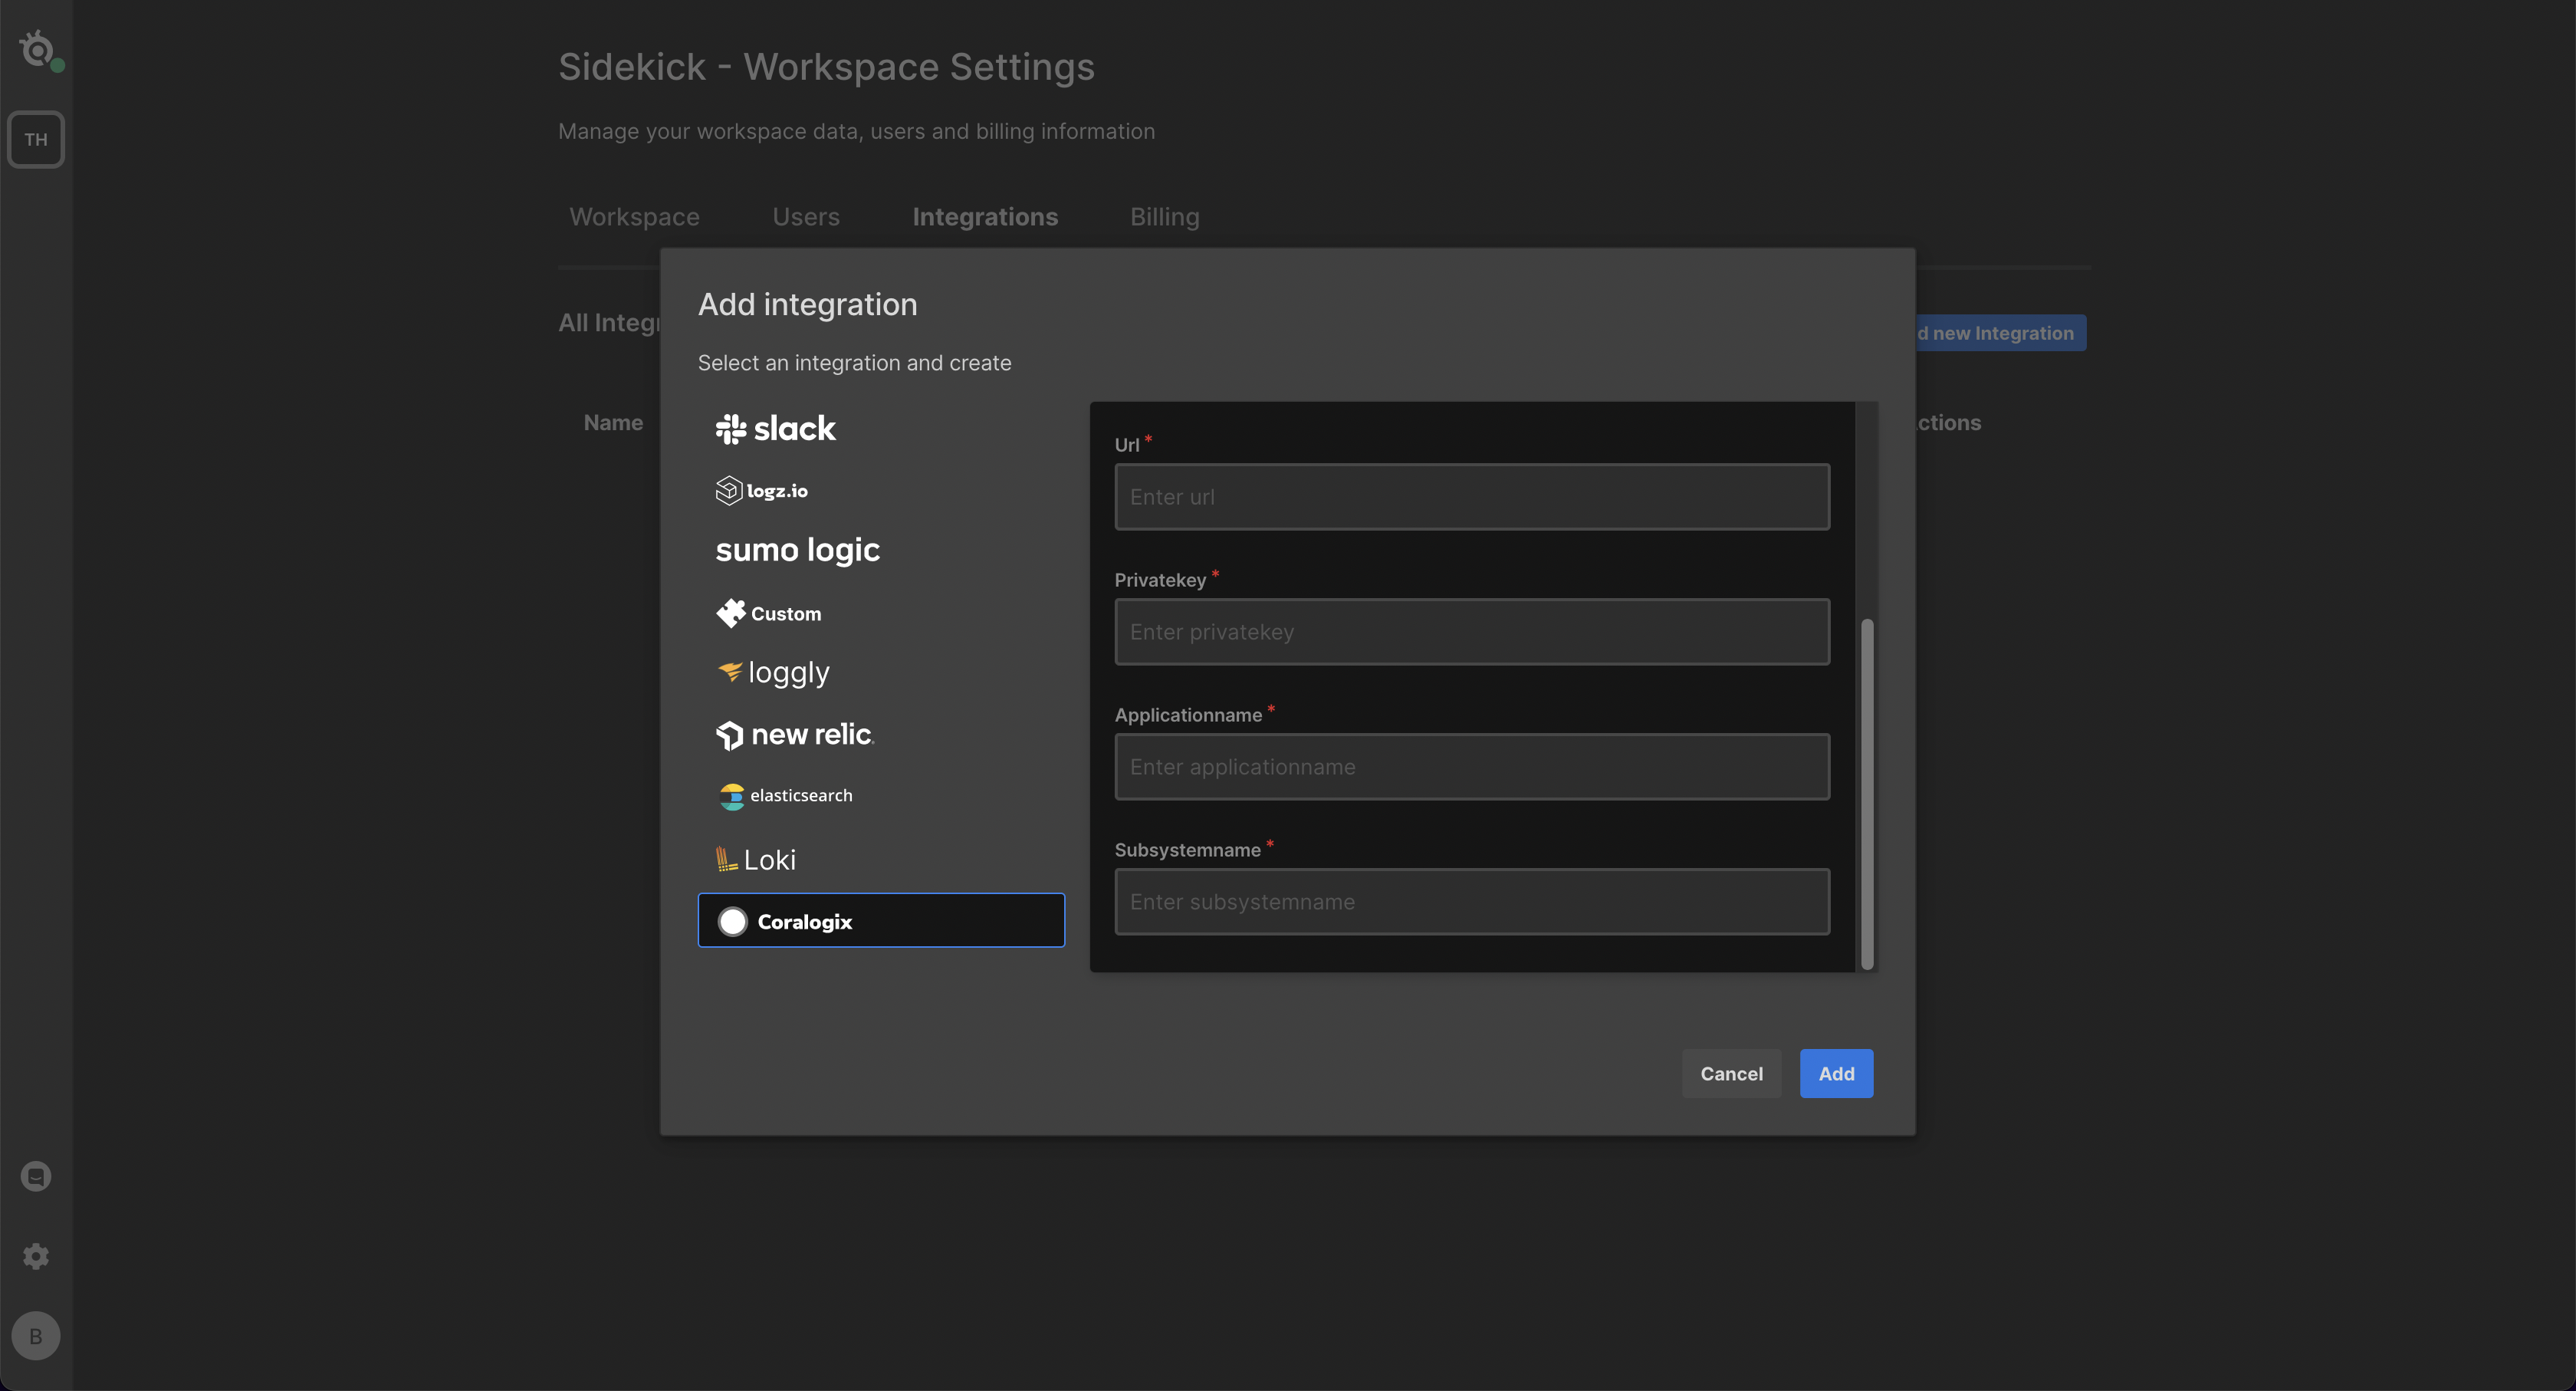 Sidekick - Workspace Settings
TH
Manage your workspace data, users and billing information
Workspace Users Integrations Billing
Add integration
All Integr
d new Integration
Select an integration and create
Name
ctions
slack
logz.io
sumo logic
Custom
loggly
new relic
elasticsearch
Loki
Coralogix
Url *
Enter url
Privatekey *
Enter privatekey
Applicationname *
Enter applicationname
Subsystemname *
Enter subsystemname
Cancel Add
B